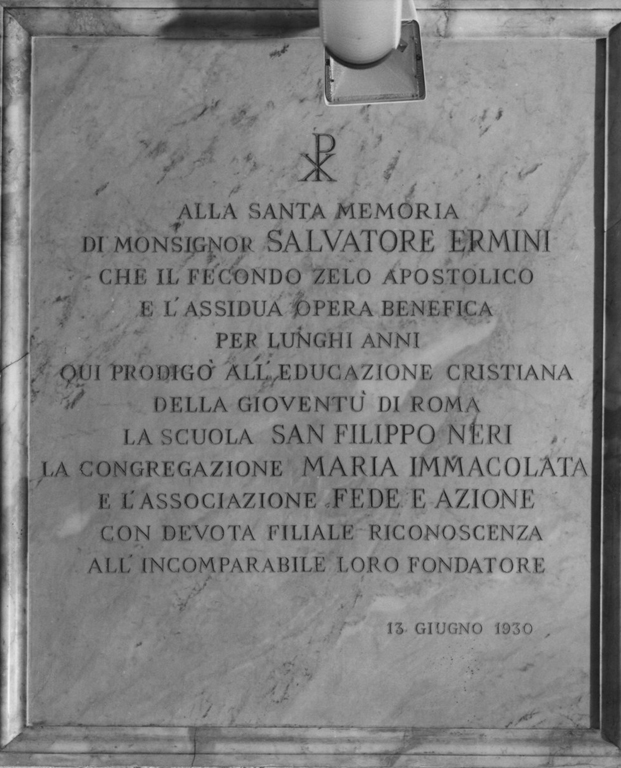 ☧
ALLA SANTA MEMORIA
DI MONSIGNOR SALVATORE ERMINI
CHE IL FECONDO ZELO APOSTOLICO
E L'ASSIDUA OPERA BENEFICA
PER LUNGHI ANNI
QUI PRODIGÒ ALL'EDUCAZIONE CRISTIANA
DELLA GIOVENTÙ DI ROMA
LA SCUOLA SAN FILIPPO NERI
LA CONGREGAZIONE MARIA IMMACOLATA
E L'ASSOCIAZIONE FEDE E AZIONE
CON DEVOTA FILIALE RICONOSCENZA
ALL'INCOMPARABILE LORO FONDATORE
13 GIUGNO 1930